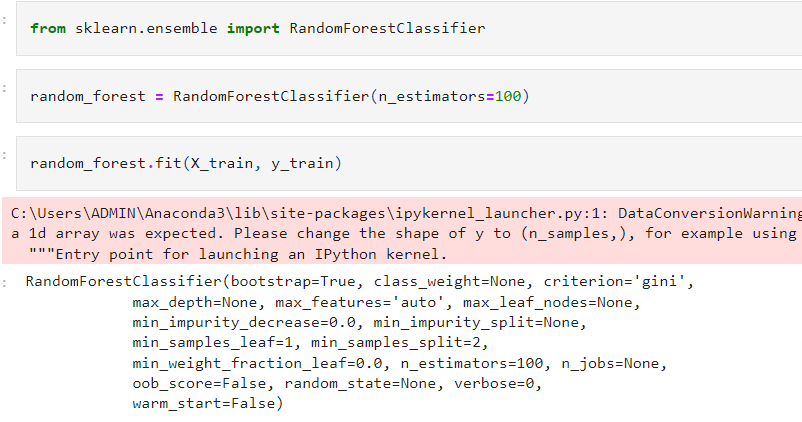 from sklearn.ensemble import RandomForestClassifier
random_forest = RandomForestClassifier(n_estimators=100)
random_forest.fit(X_train, y_train)
C:\Users\ADMIN\Anaconda3\lib\site-packages\ipykernel_launcher.py:1: DataConversionWarning
a 1d array was expected. Please change the shape of y to (n_samples,), for example using
"""Entry point for launching an IPython kernel.
RandomForestClassifier(bootstrap=True, class_weight=None, criterion='gini',
max_depth=None, max_features='auto', max_leaf_nodes=None,
min_impurity_decrease=0.0, min_impurity_split=None,
min_samples_leaf=1, min_samples_split=2,
min_weight_fraction_leaf=0.0, n_estimators=100, n_jobs=None,
oob_score=False, random_state=None, verbose=0,
warm_start=False)